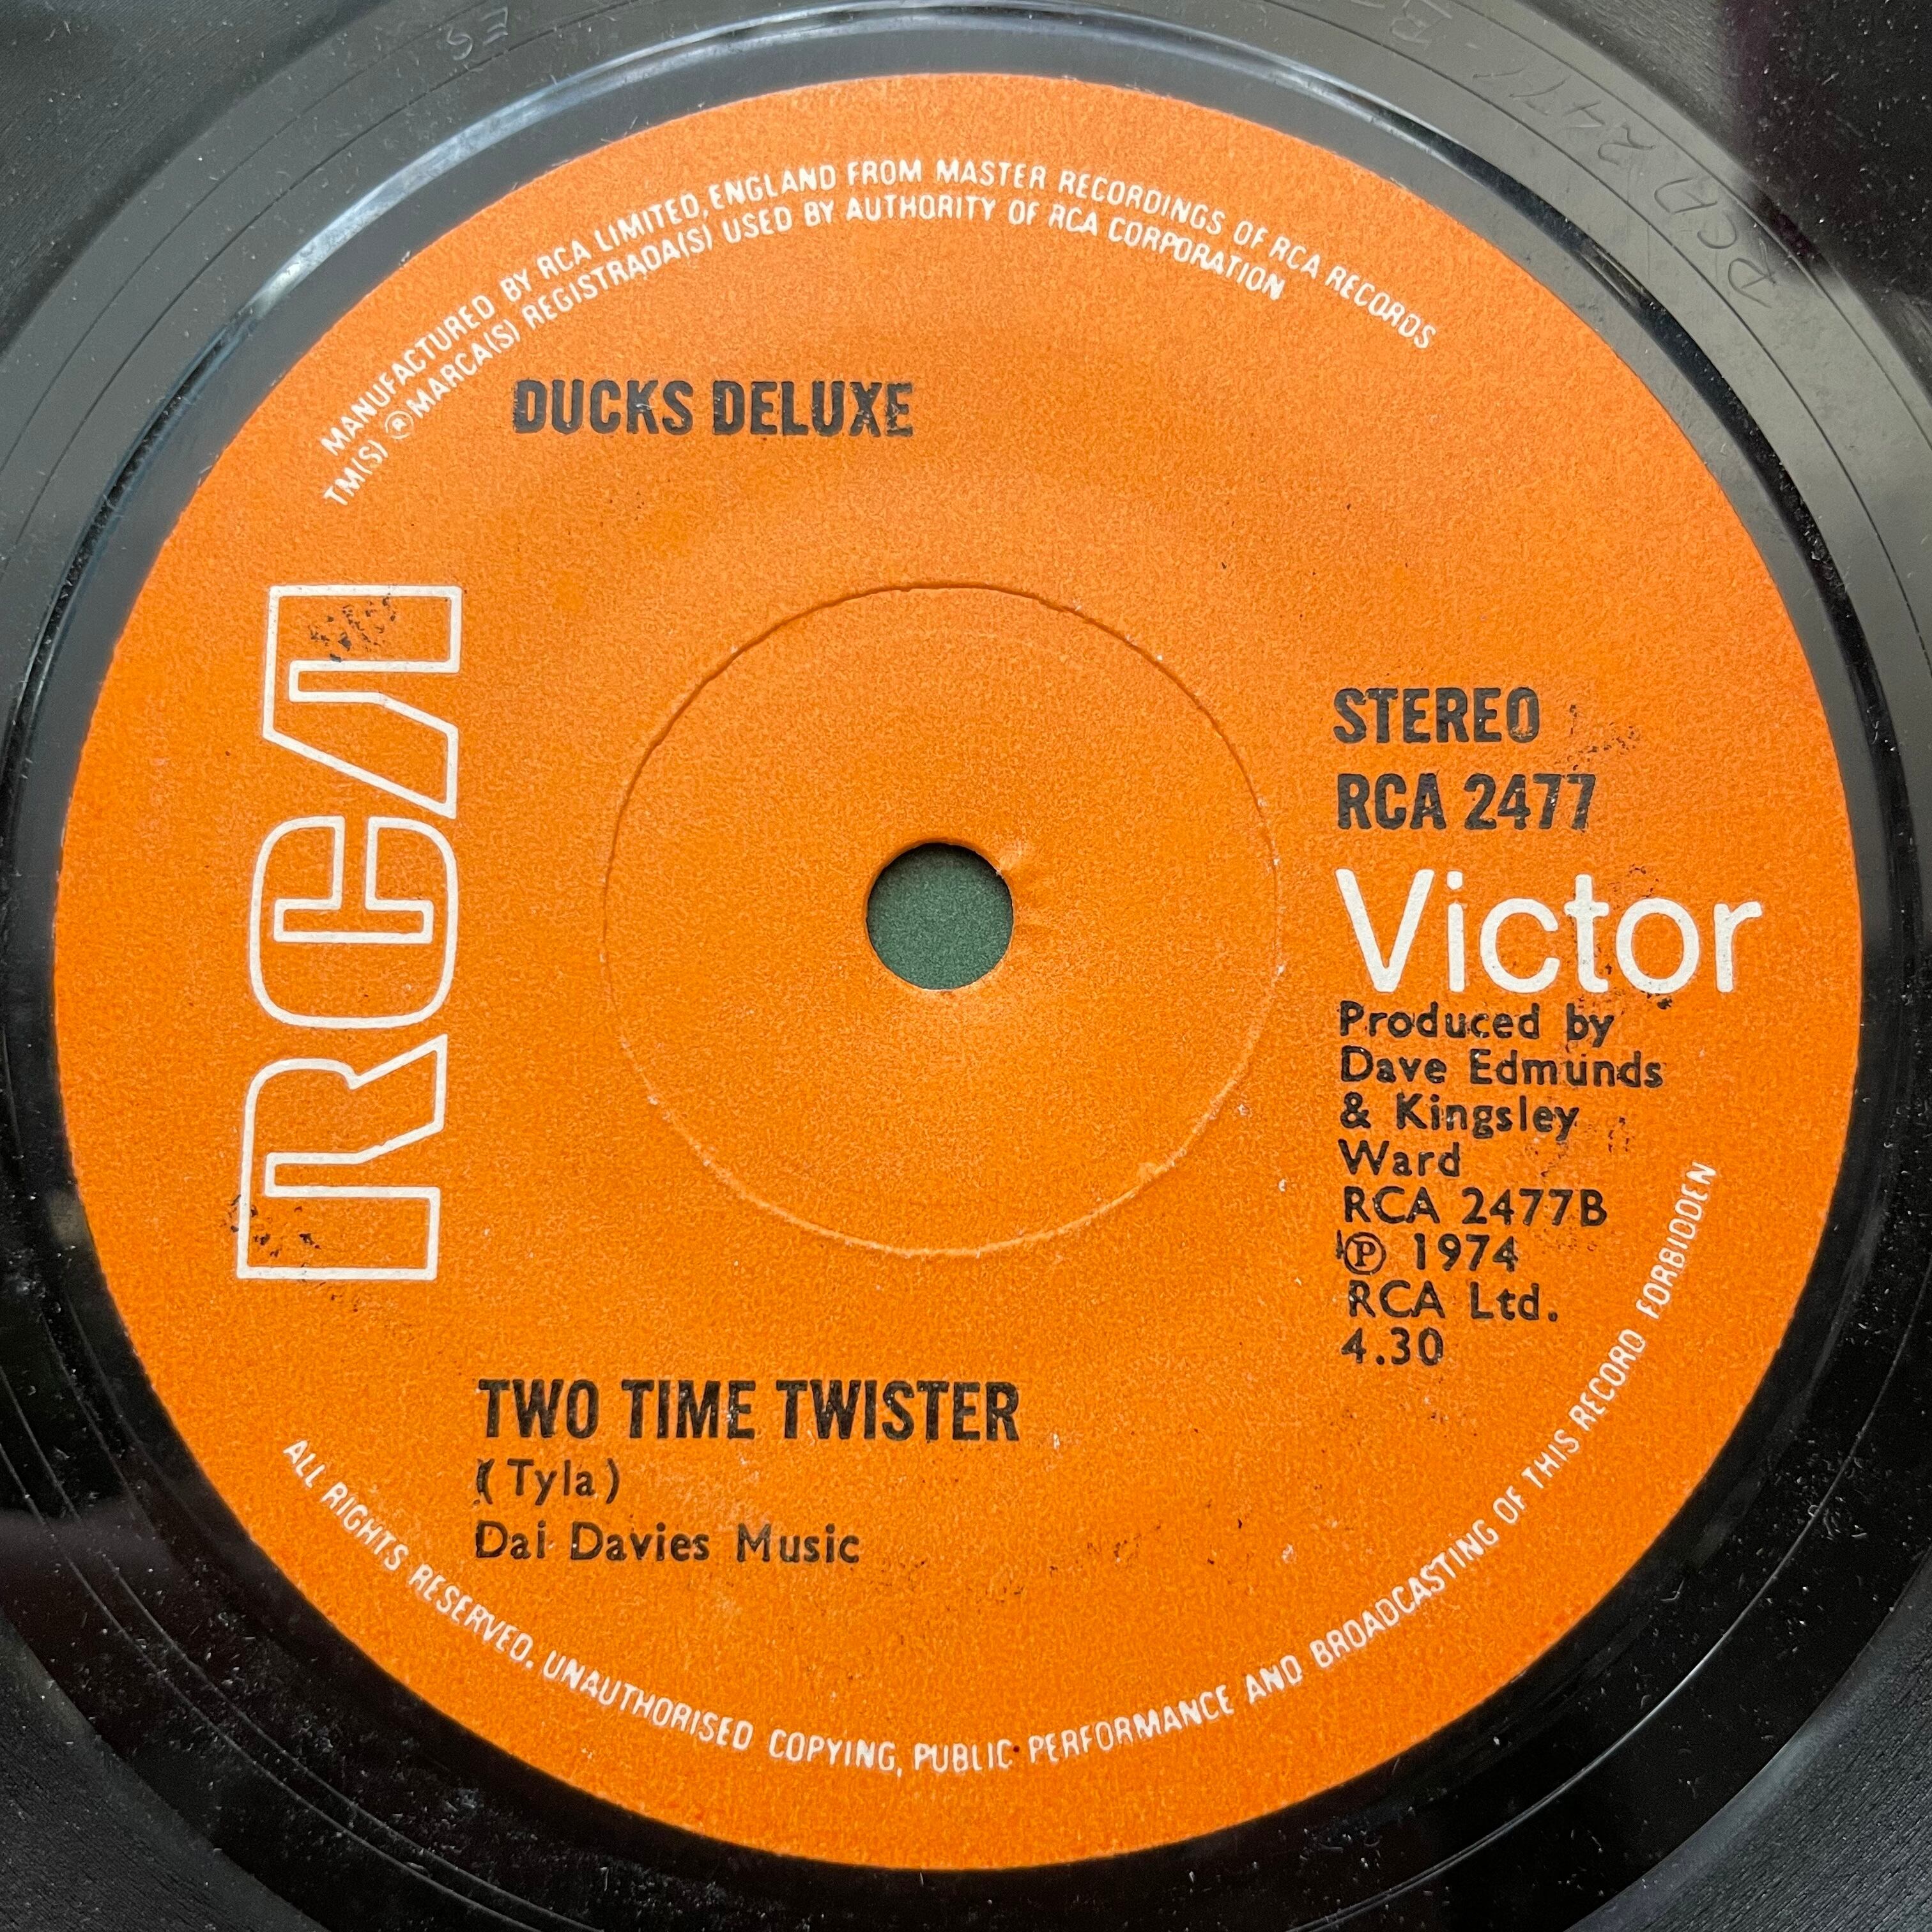 MANUFACTURED BY RCA LIMITED, ENGLAND FROM MASTER RECORDINGS OF RCA RECORDS
TM(S) ® MARCA(S) REGISTRADA(S) USED BY AUTHORITY OF RCA CORPORATION
DUCKS DELUXE
RCA
STEREO
RCA 2477
Victor
Produced by
Dave Edmunds
& Kingsley
Ward
RCA 2477B
℗ 1974
RCA Ltd.
4.30
TWO TIME TWISTER
(Tyla)
Dai Davies Music
ALL RIGHTS RESERVED. UNAUTHORISED COPYING, PUBLIC PERFORMANCE AND BROADCASTING OF THIS RECORD FORBIDDEN